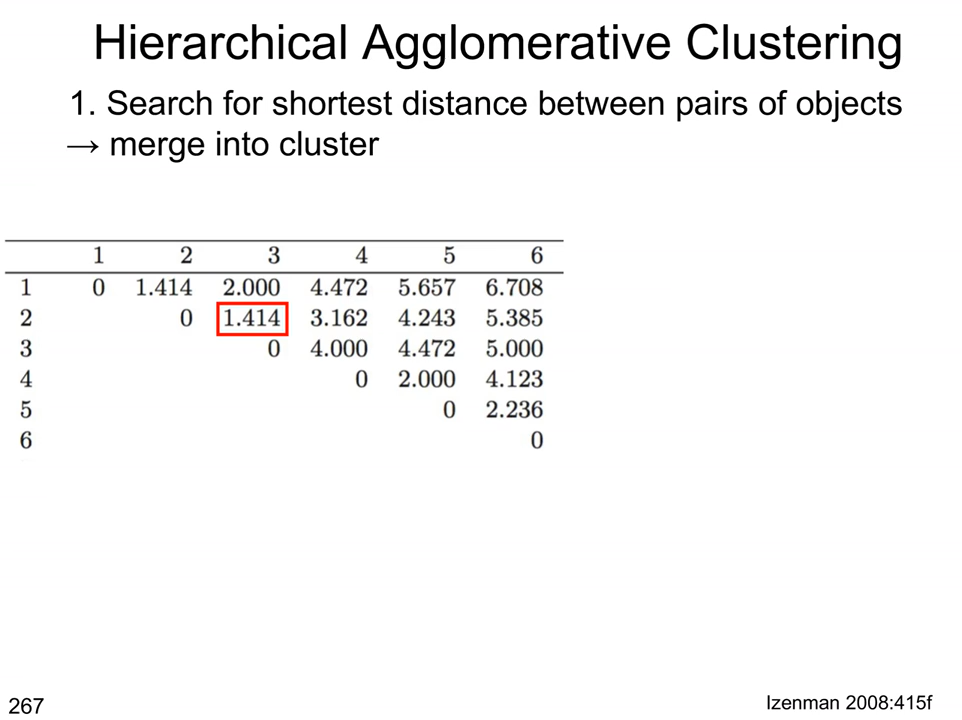 Hierarchical Agglomerative Clustering
1. Search for shortest distance between pairs of objects
→ merge into cluster
1 2 3 4 5 6
1 0 1.414 2.000 4.472 5.657 6.708
2 0 1.414 3.162 4.243 5.385
3 0 4.000 4.472 5.000
4 0 2.000 4.123
5 0 2.236
6 0
267
Izenman 2008:415f